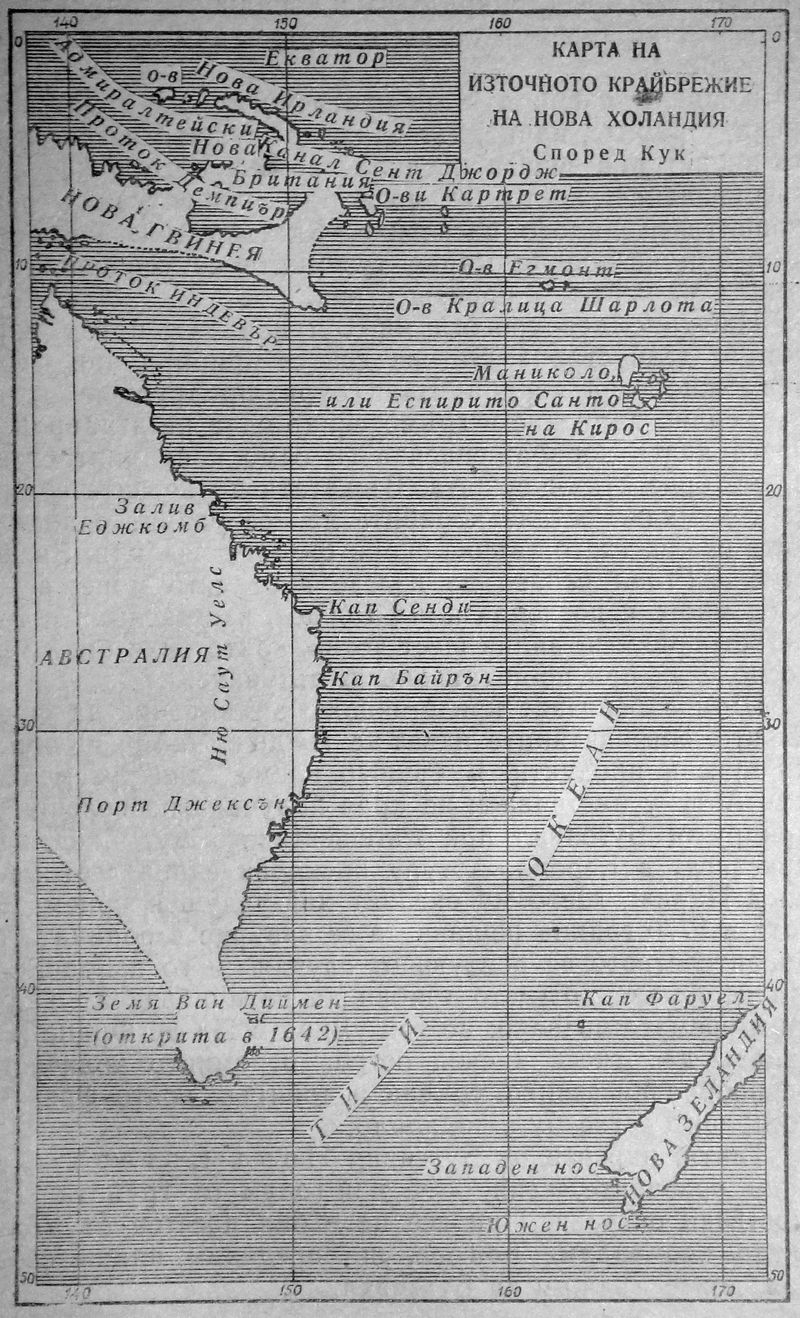 140 150 160 170
КАРТА НА
ИЗТОЧНОТО КРАЙБРЕЖИЕ
НА НОВА ХОЛАНДИЯ
Според Кук
0 0
Екватор
о-в
Нова Ирландия
Адмиралтейски
Канал Сент Джордж
Нова
Британия
Проток Демпиър
О-ви Картрет
НОВА ГВИНЕЯ
10 10
ПРОТОК ИНДЕВЪР
О-в Егмонт
О-в Кралица Шарлота
Маниколо,
или Еспирито Санто
на Кирос
20 20
Залив
Еджкомб
Кап Сенди
Ню Саут Уелс
АВСТРАЛИЯ
Кап Байрън
30 30
Порт Джексън
ТИХИ ОКЕАН
40 40
Земя Ван Диймен
(открита в 1642)
Кап Фаруел
НОВА ЗЕЛАНДИЯ
Западен нос
Южен нос
50 50
140 150 160 170